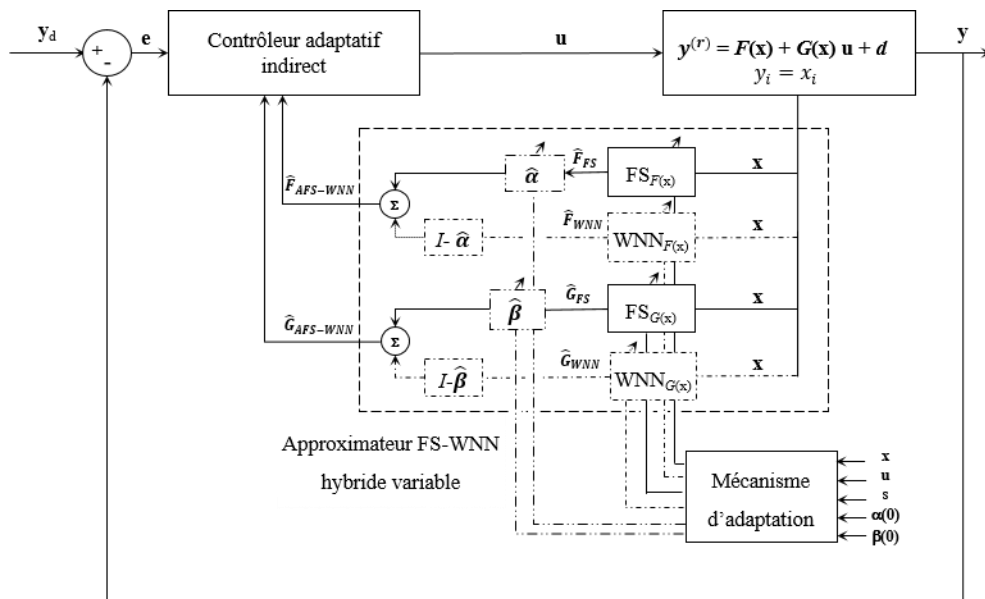 y_d
+
-
e
Contrôleur adaptatif
indirect
u
y^(r) = F(x) + G(x) u + d
y_i = x_i
y
F̂_AFS−WNN
Σ
α̂
F̂_FS
FS_F(x)
x
I- α̂
F̂_WNN
WNN_F(x)
x
Ĝ_AFS−WNN
Σ
β̂
Ĝ_FS
FS_G(x)
x
I-β̂
Ĝ_WNN
WNN_G(x)
x
Approximateur FS-WNN
hybride variable
Mécanisme
d'adaptation
x
u
s
α(0)
β(0)